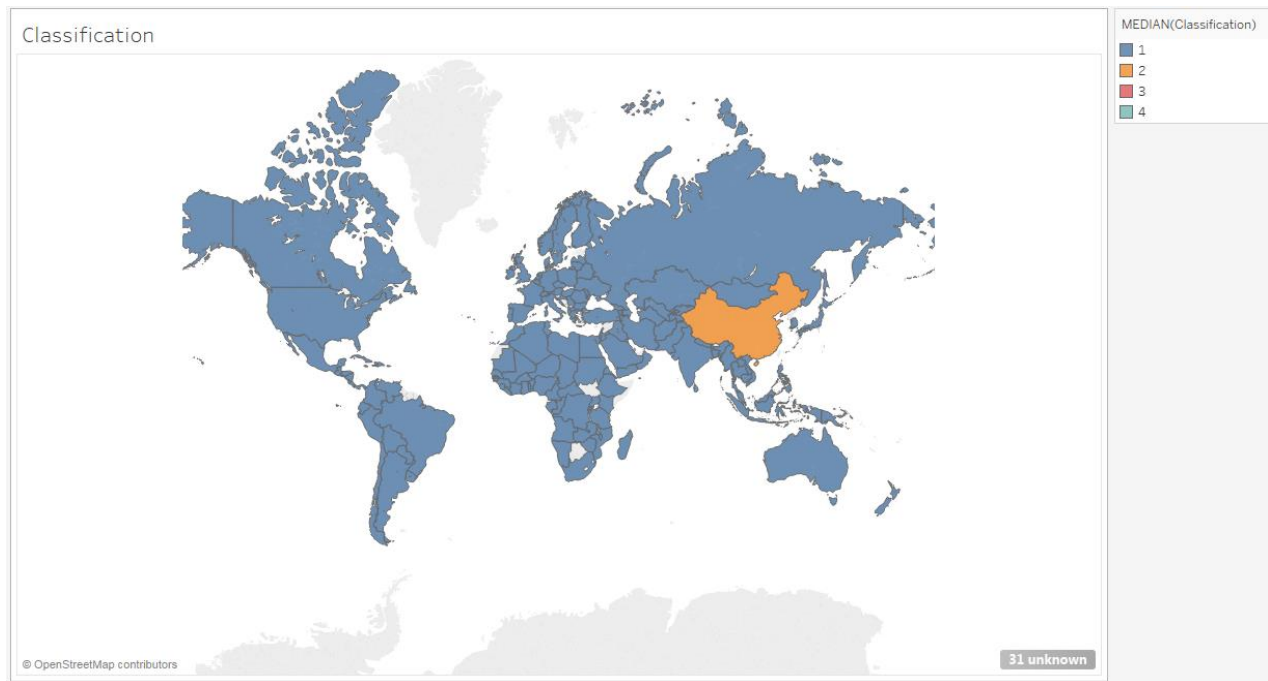 Classification
MEDIAN(Classification)
1
2
3
4
© OpenStreetMap contributors
31 unknown